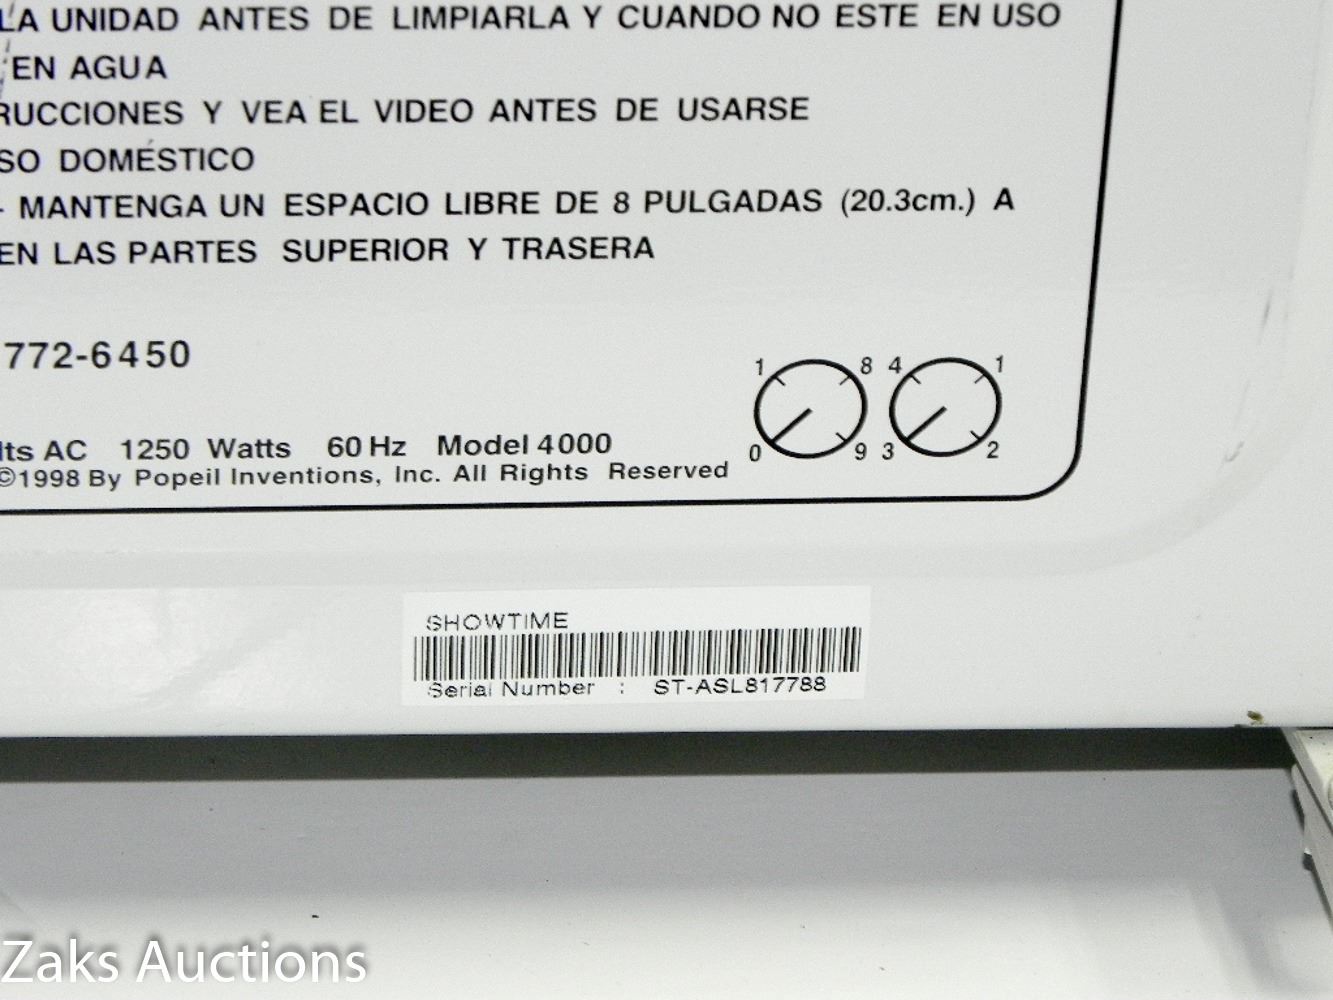 LA UNIDAD ANTES DE LIMPIARLA Y CUANDO NO ESTE EN USO
EN AGUA
RUCCIONES Y VEA EL VIDEO ANTES DE USARSE
SO DOMÉSTICO
- MANTENGA UN ESPACIO LIBRE DE 8 PULGADAS (20.3cm.) A
EN LAS PARTES SUPERIOR Y TRASERA
772-6450
1 8 4 1
0 9 3 2
lts AC 1250 Watts 60 Hz Model 4000
©1998 By Popeil Inventions, Inc. All Rights Reserved
SHOWTIME
Serial Number : ST-ASL817788
Zaks Auctions